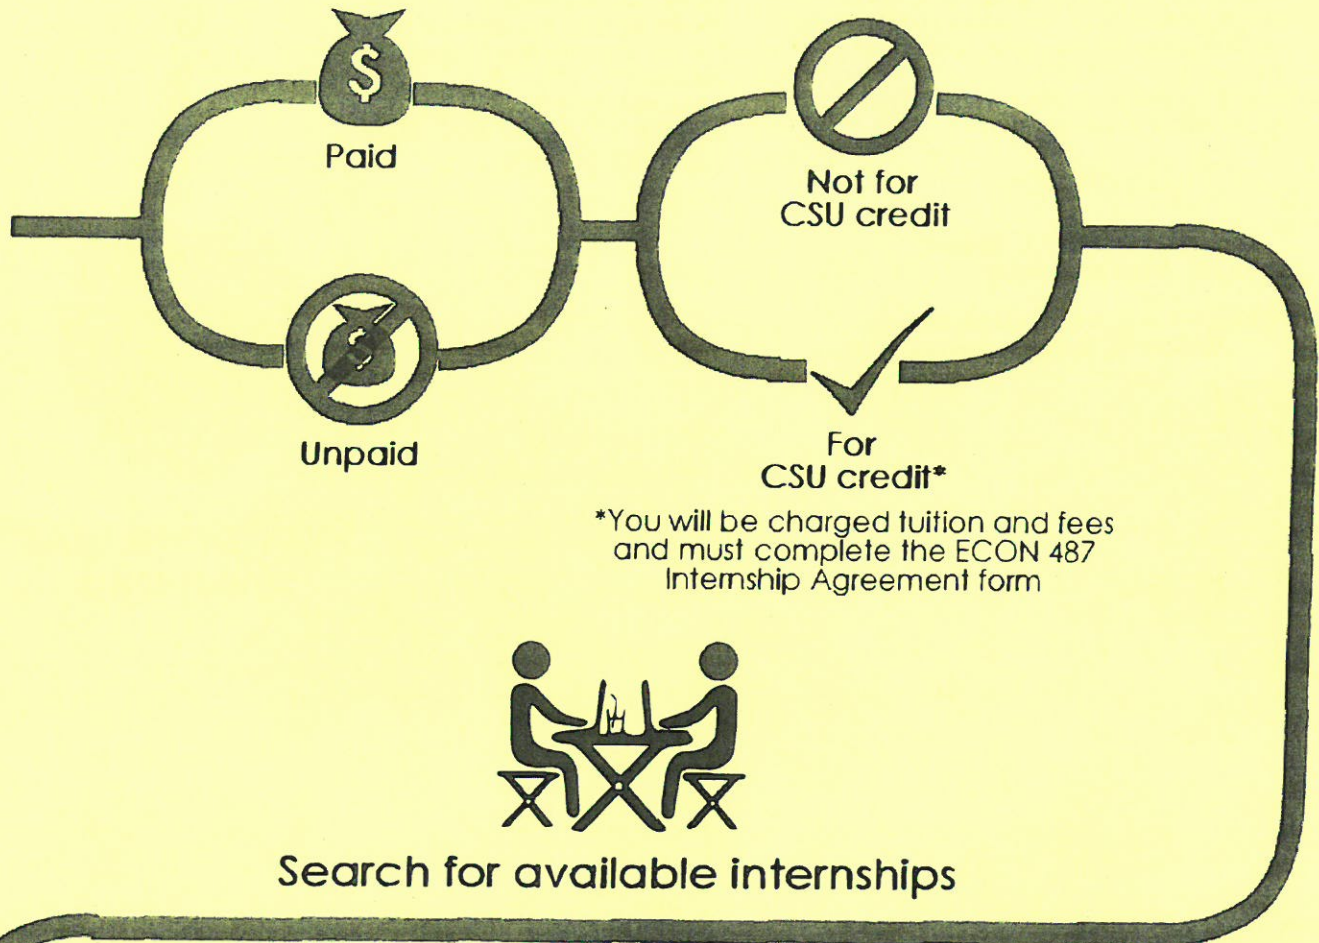 $
Paid
Not for
CSU credit
$
Unpaid
For
CSU credit*
*You will be charged tuition and fees
and must complete the ECON 487
Internship Agreement form
Search for available internships